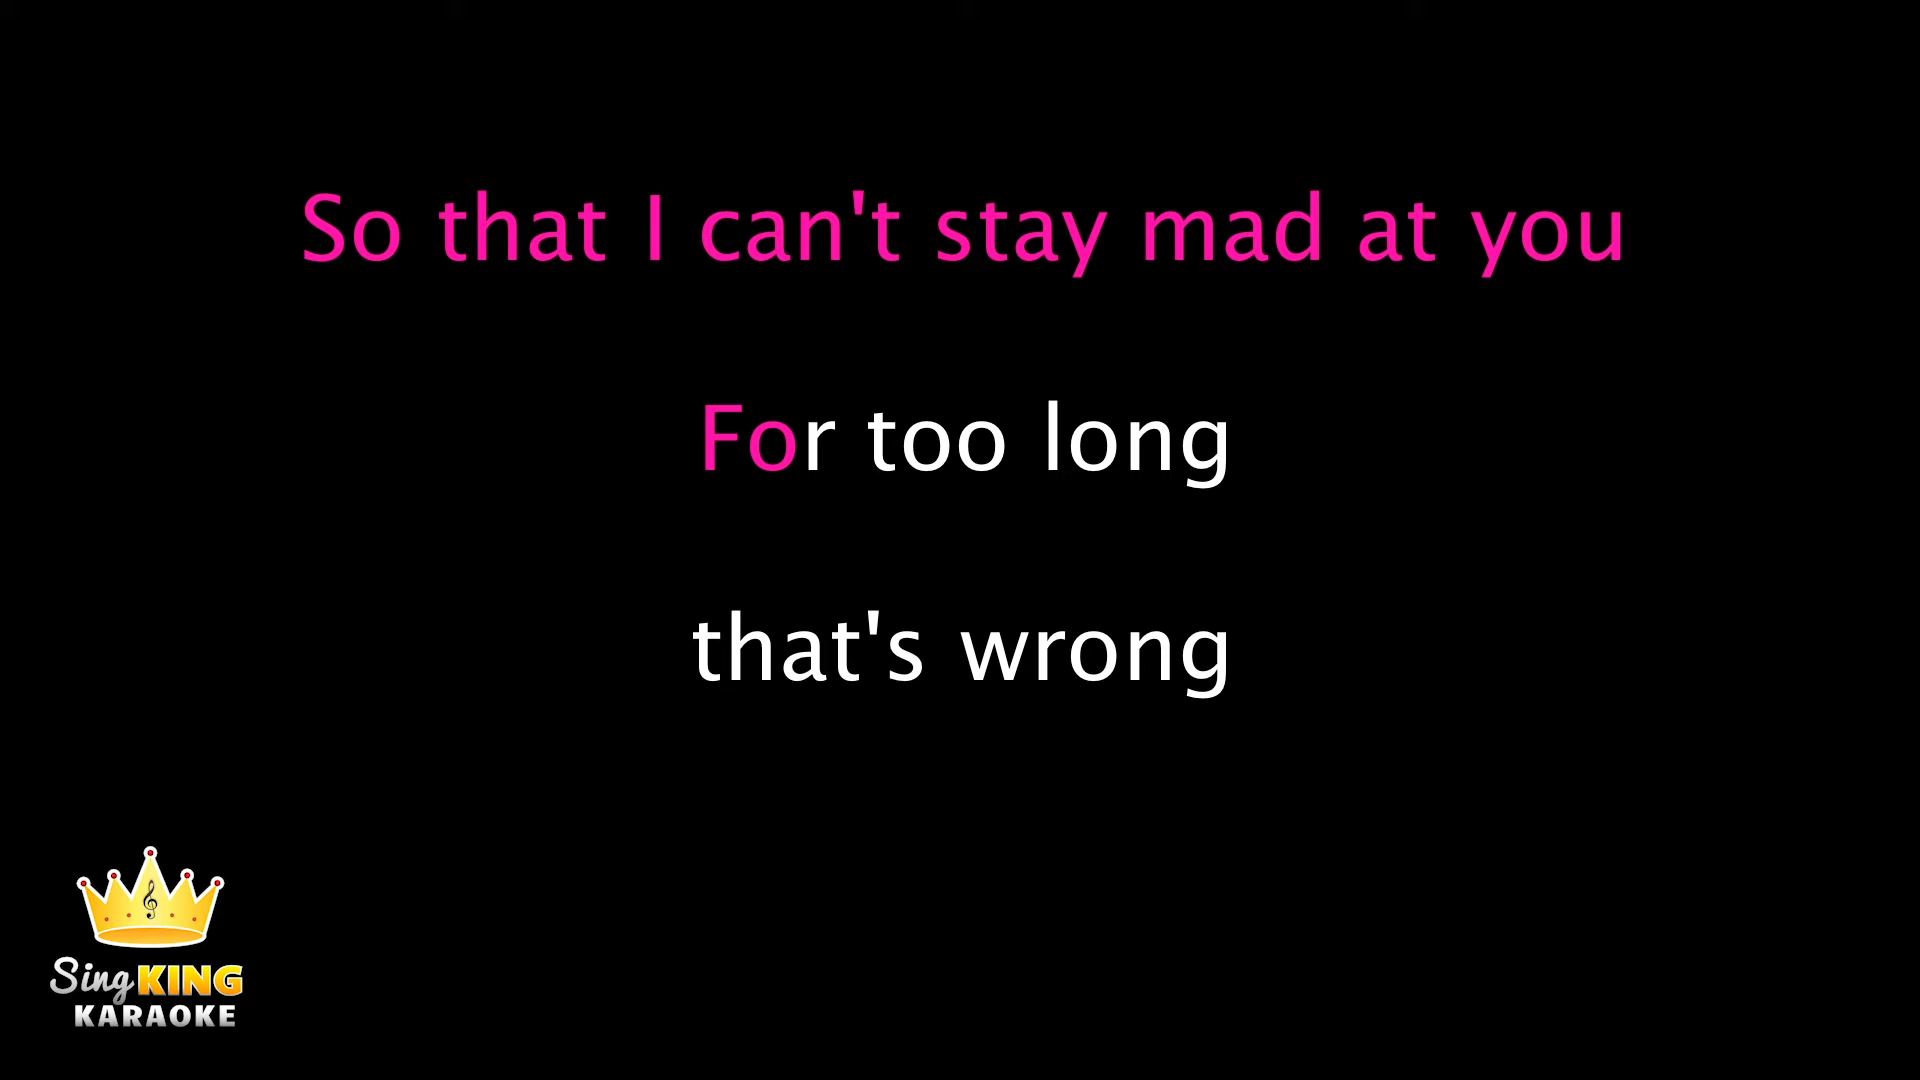 So that I can't stay mad at you
For too long
that's wrong
Sing KING
KARAOKE